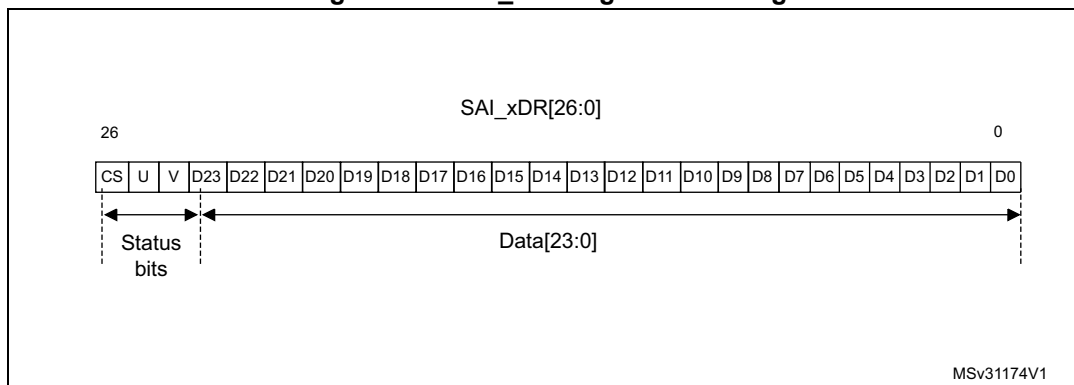 SAI_xDR[26:0]
26 0
CS U V D23 D22 D21 D20 D19 D18 D17 D16 D15 D14 D13 D12 D11 D10 D9 D8 D7 D6 D5 D4 D3 D2 D1 D0
Status
bits
Data[23:0]
MSv31174V1